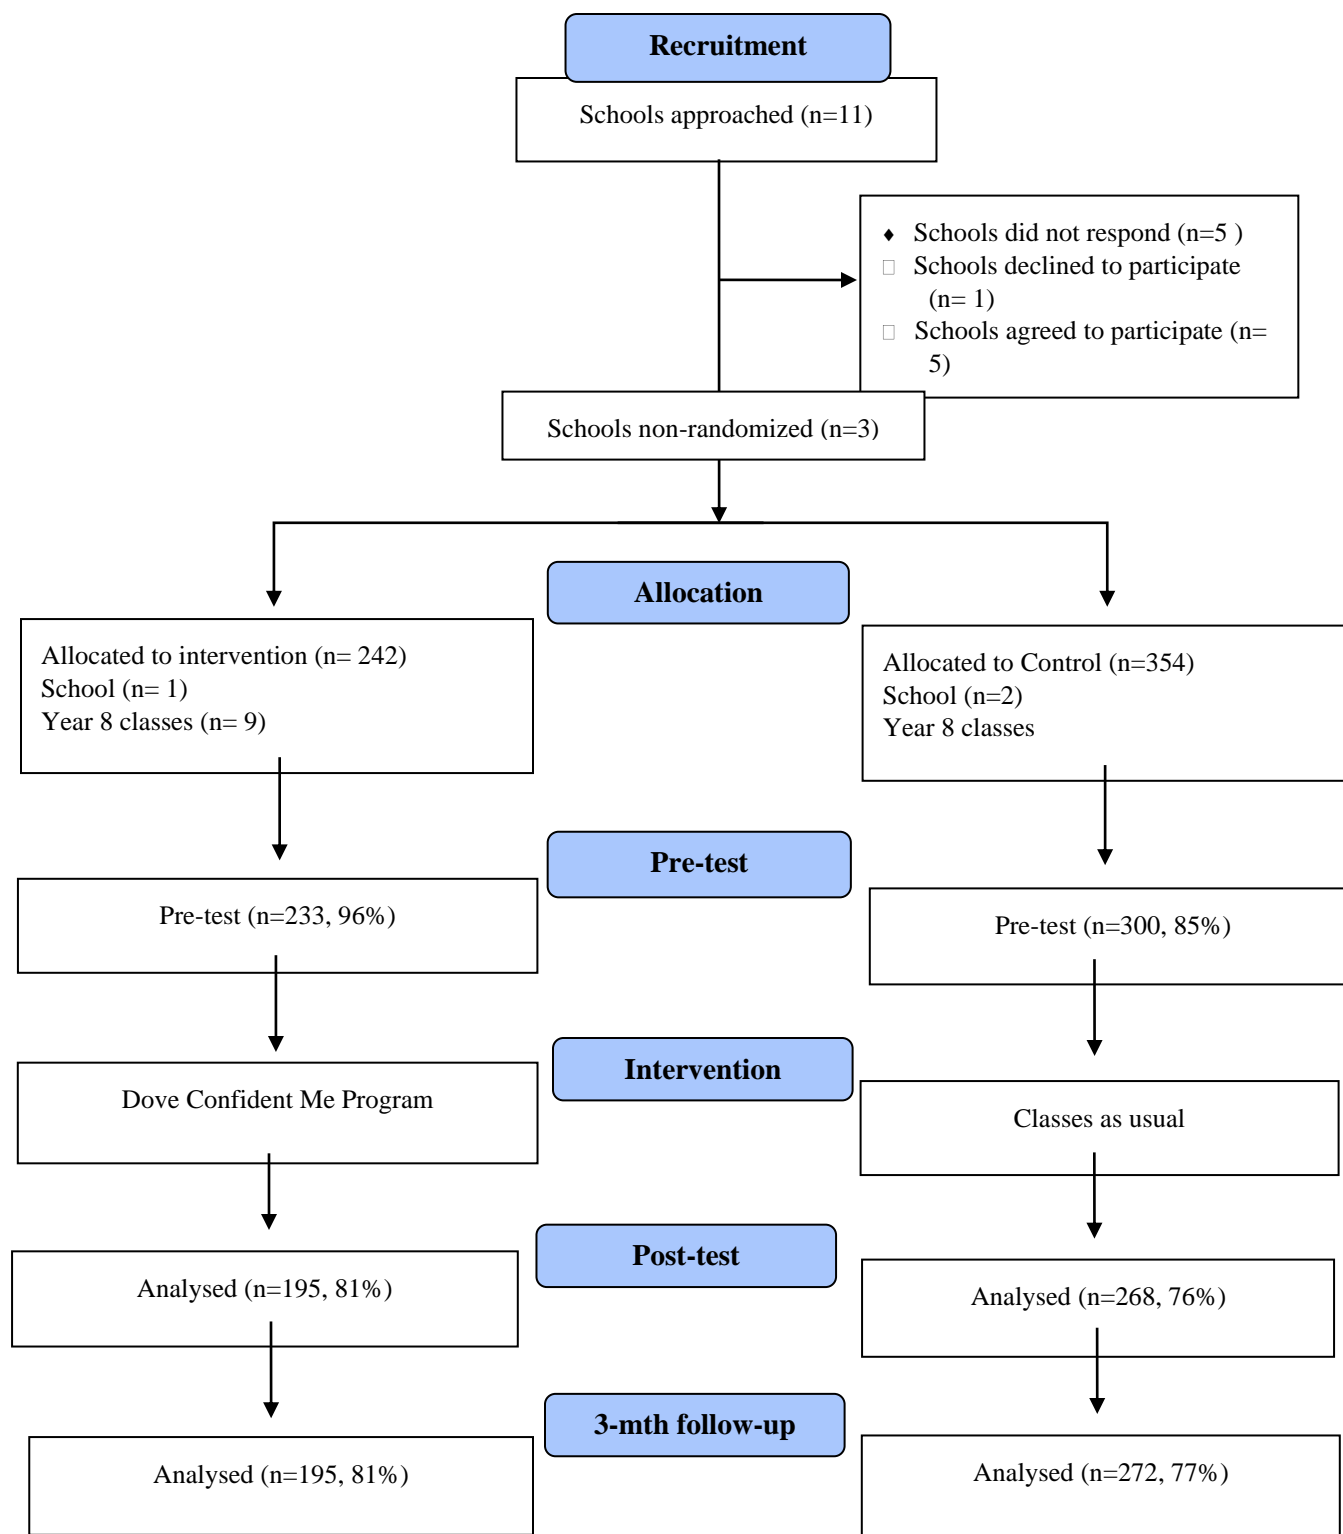 Recruitment
Schools approached (n=11)
♦ Schools did not respond (n=5 )
□ Schools declined to participate
(n= 1)
□ Schools agreed to participate (n=
5)
Schools non-randomized (n=3)
Allocation
Allocated to intervention (n= 242)
School (n= 1)
Year 8 classes (n= 9)
Allocated to Control (n=354)
School (n=2)
Year 8 classes
Pre-test
Pre-test (n=233, 96%)
Pre-test (n=300, 85%)
Intervention
Dove Confident Me Program
Classes as usual
Post-test
Analysed (n=195, 81%)
Analysed (n=268, 76%)
3-mth follow-up
Analysed (n=195, 81%)
Analysed (n=272, 77%)